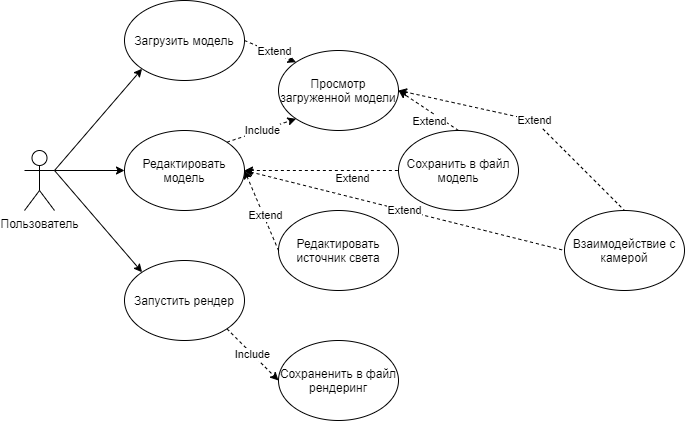 Загрузить модель
Extend
Просмотр
загруженной модели
Extend
Extend
Include
Редактировать
модель
Сохранить в файл
модель
Extend
Пользователь
Extend
Extend
Редактировать
источник света
Взаимодействие с
камерой
Запустить рендер
Include
Сохраненить в файл
рендеринг